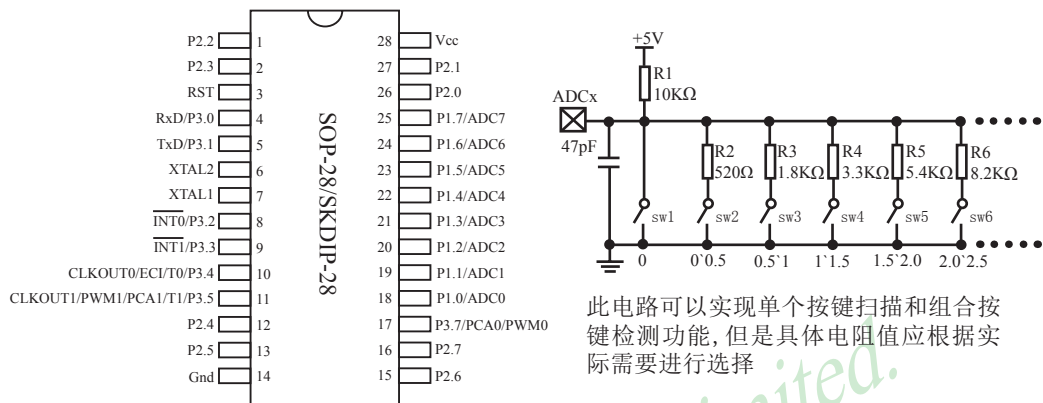 P2.2 1
P2.3 2
RST 3
RxD/P3.0 4
TxD/P3.1 5
XTAL2 6
XTAL1 7
INT0/P3.2 8
INT1/P3.3 9
CLKOUT0/ECI/T0/P3.4 10
CLKOUT1/PWM1/PCA1/T1/P3.5 11
P2.4 12
P2.5 13
Gnd 14
SOP-28/SKDIP-28
28 Vcc
27 P2.1
26 P2.0
25 P1.7/ADC7
24 P1.6/ADC6
23 P1.5/ADC5
22 P1.4/ADC4
21 P1.3/ADC3
20 P1.2/ADC2
19 P1.1/ADC1
18 P1.0/ADC0
17 P3.7/PCA0/PWM0
16 P2.7
15 P2.6
+5V
R1
10KΩ
ADCx
47pF
R2 R3 R4 R5 R6
520Ω 1.8KΩ 3.3KΩ 5.4KΩ 8.2KΩ
sw1 sw2 sw3 sw4 sw5 sw6
0 0`0.5 0.5`1 1`1.5 1.5`2.0 2.0`2.5
此电路可以实现单个按键扫描和组合按
键检测功能,但是具体电阻值应根据实
际需要进行选择